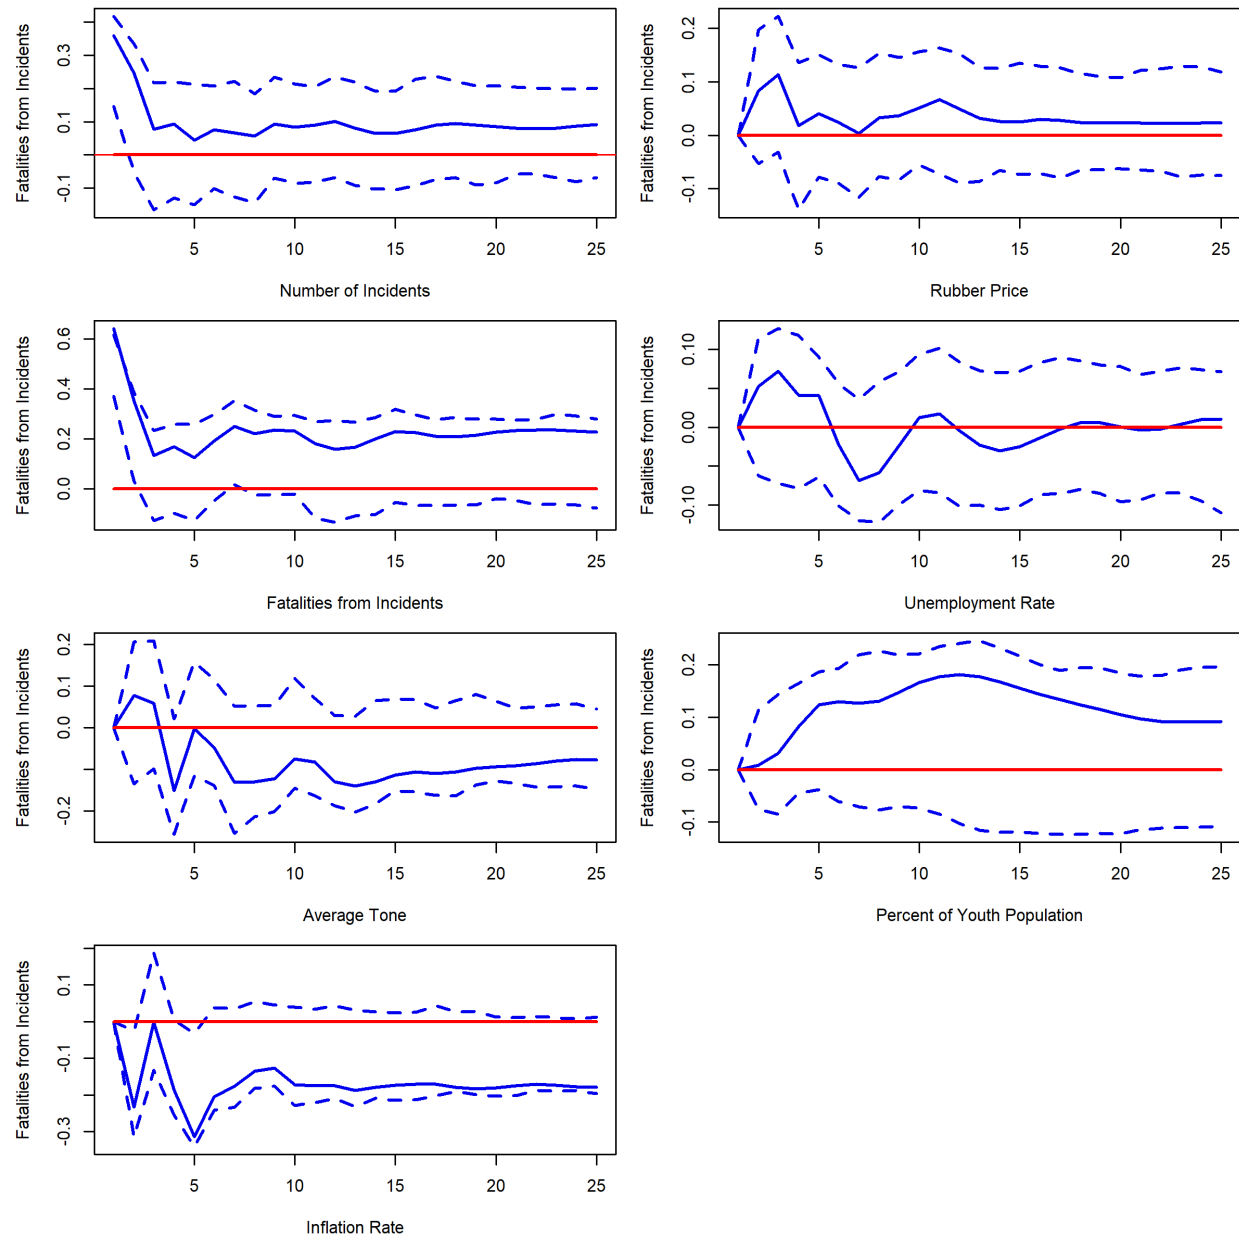 Fatalities from Incidents
0.3
0.1
-0.1
5 10 15 20 25
Number of Incidents
Fatalities from Incidents
0.2
0.1
0.0
-0.1
5 10 15 20 25
Rubber Price
Fatalities from Incidents
0.6
0.4
0.2
0.0
5 10 15 20 25
Fatalities from Incidents
Fatalities from Incidents
0.10
0.00
-0.10
5 10 15 20 25
Unemployment Rate
Fatalities from Incidents
0.2
0.1
0.0
-0.2
5 10 15 20 25
Average Tone
Fatalities from Incidents
0.2
0.1
0.0
-0.1
5 10 15 20 25
Percent of Youth Population
Fatalities from Incidents
0.1
-0.1
-0.3
5 10 15 20 25
Inflation Rate